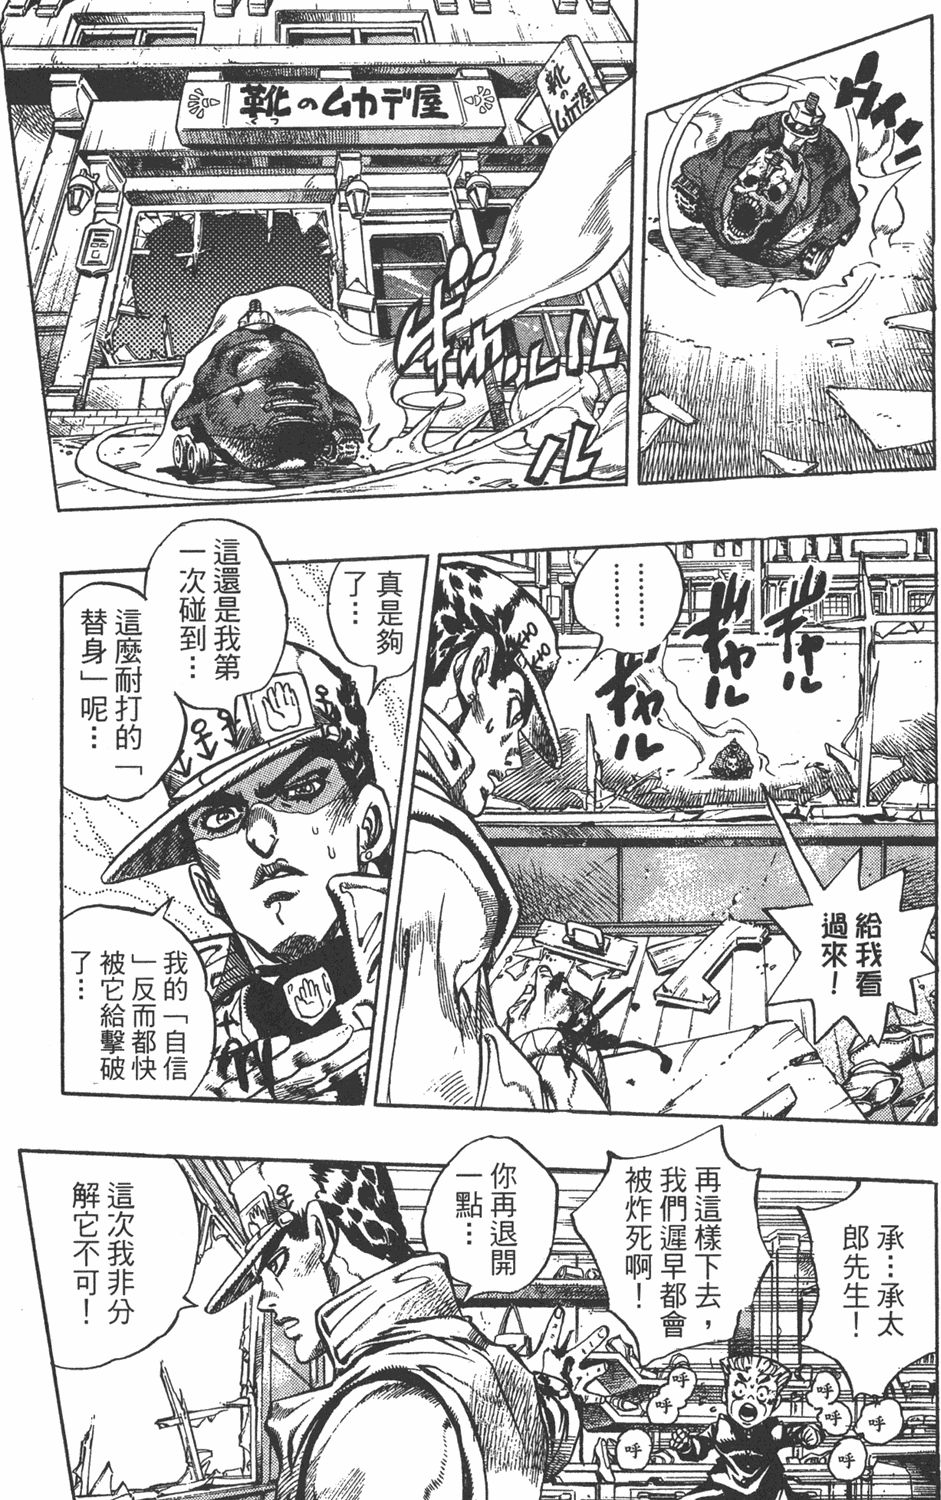 ウイーン
靴のムカデ屋
くつ
靴の
ムカデ屋
ギャルルル
ルル
ギャル
ギャル
ギャル
給我看
過來！
⋯⋯
⋯⋯
真是夠
了⋯
這還是我第
一次碰到⋯
這麼耐打的「
替身」呢⋯
我的「自信
」反而都快
被它給擊破
了⋯
承⋯承太
郎先生！
再這樣下去，
我們遲早都會
被炸死啊！
呼
呼
呼
呼
呼
你再退開
一點⋯
這次我非分
解它不可！